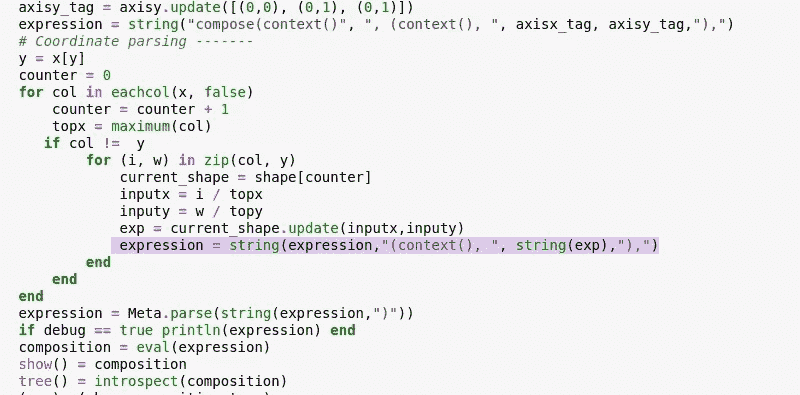 axisy_tag = axisy.update([(0,0), (0,1), (0,1)])
expression = string("compose(context()", ", (context(), ", axisx_tag, axisy_tag,"),")
# Coordinate parsing -------
y = x[y]
counter = 0
for col in eachcol(x, false)
    counter = counter + 1
    topx = maximum(col)
   if col !=  y
        for (i, w) in zip(col, y)
            current_shape = shape[counter]
            inputx = i / topx
            inputy = w / topy
            exp = current_shape.update(inputx,inputy)
            expression = string(expression,"(context(), ", string(exp),"),")
        end
    end
end
expression = Meta.parse(string(expression,")"))
if debug == true println(expression) end
composition = eval(expression)
show() = composition
tree() = introspect(composition)